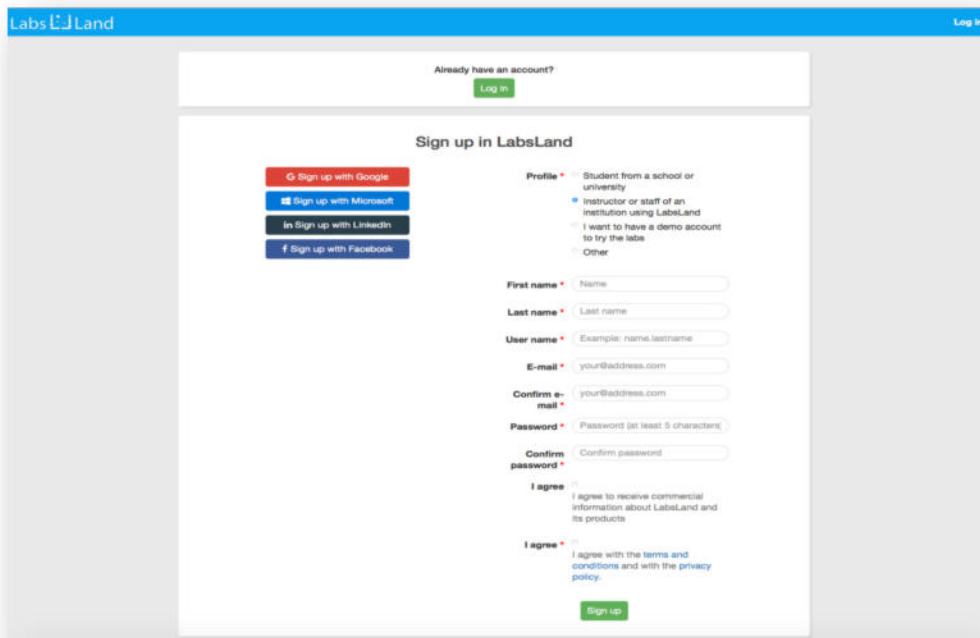 LabsLand
Log in
Already have an account?
Log in
Sign up in LabsLand
G Sign up with Google
Sign up with Microsoft
in Sign up with LinkedIn
f Sign up with Facebook
Profile *
Student from a school or
university
Instructor or staff of an
institution using LabsLand
I want to have a demo account
to try the labs
Other
First name * Name
Last name * Last name
User name * Example: name.lastname
E-mail * your@address.com
Confirm e-
mail *
your@address.com
Password * Password (at least 5 characters)
Confirm
password *
Confirm password
I agree
I agree to receive commercial
information about LabsLand and
its products
I agree *
I agree with the terms and
conditions and with the privacy
policy.
Sign up